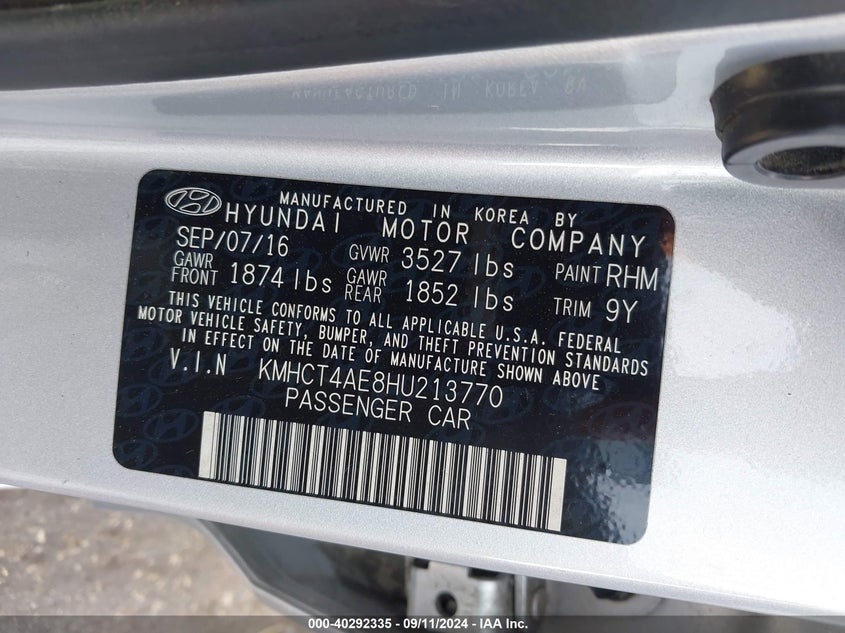 MANUFACTURED IN KOREA BY
HYUNDAI MOTOR COMPANY
SEP/07/16 GVWR 3527 lbs PAINT RHM
GAWR FRONT 1874 lbs GAWR REAR 1852 lbs TRIM 9Y
THIS VEHICLE CONFORMS TO ALL APPLICABLE U.S.A. FEDERAL
MOTOR VEHICLE SAFETY, BUMPER, AND THEFT PREVENTION STANDARDS
IN EFFECT ON THE DATE OF MANUFACTURE SHOWN ABOVE
V.I.N KMHCT4AE8HU213770
PASSENGER CAR
000-40292335 - 09/11/2024 - IAA Inc.